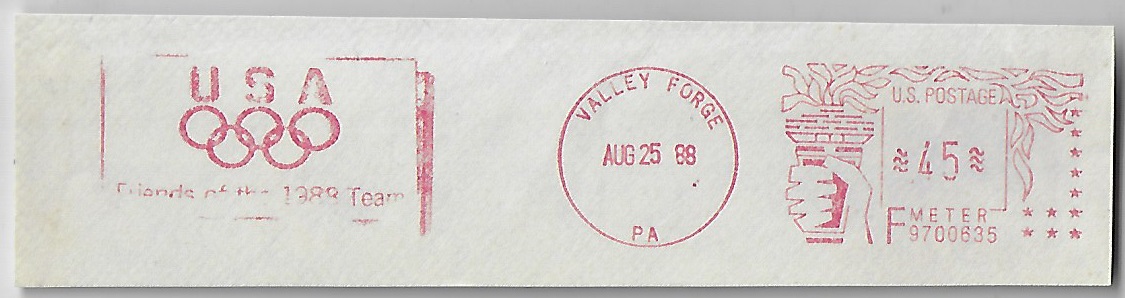 USA
Friends of the 1988 Team
VALLEY FORGE
AUG 25 88
PA
U.S. POSTAGE
≈45≈
F METER
9700635